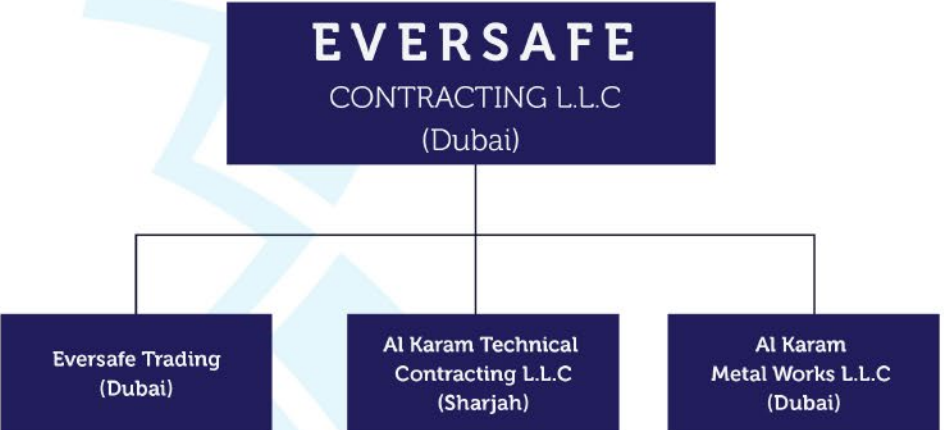 EVERSAFE
CONTRACTING L.L.C
(Dubai)
Eversafe Trading
(Dubai)
Al Karam Technical
Contracting L.L.C
(Sharjah)
Al Karam
Metal Works L.L.C
(Dubai)